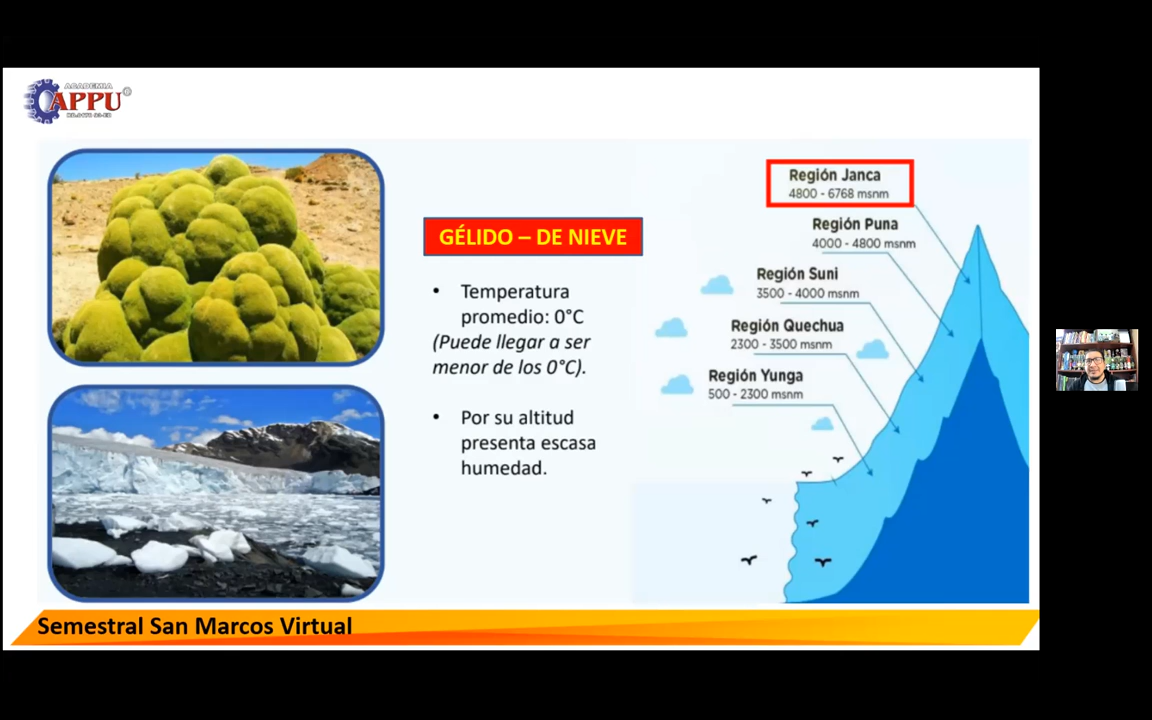 ACADEMIA
APPU
GÉLIDO – DE NIEVE
• Temperatura
promedio: 0°C
(Puede llegar a ser
menor de los 0°C).
• Por su altitud
presenta escasa
humedad.
Región Janca
4800 - 6768 msnm
Región Puna
4000 - 4800 msnm
Región Suni
3500 - 4000 msnm
Región Quechua
2300 - 3500 msnm
Región Yunga
500 - 2300 msnm
Semestral San Marcos Virtual